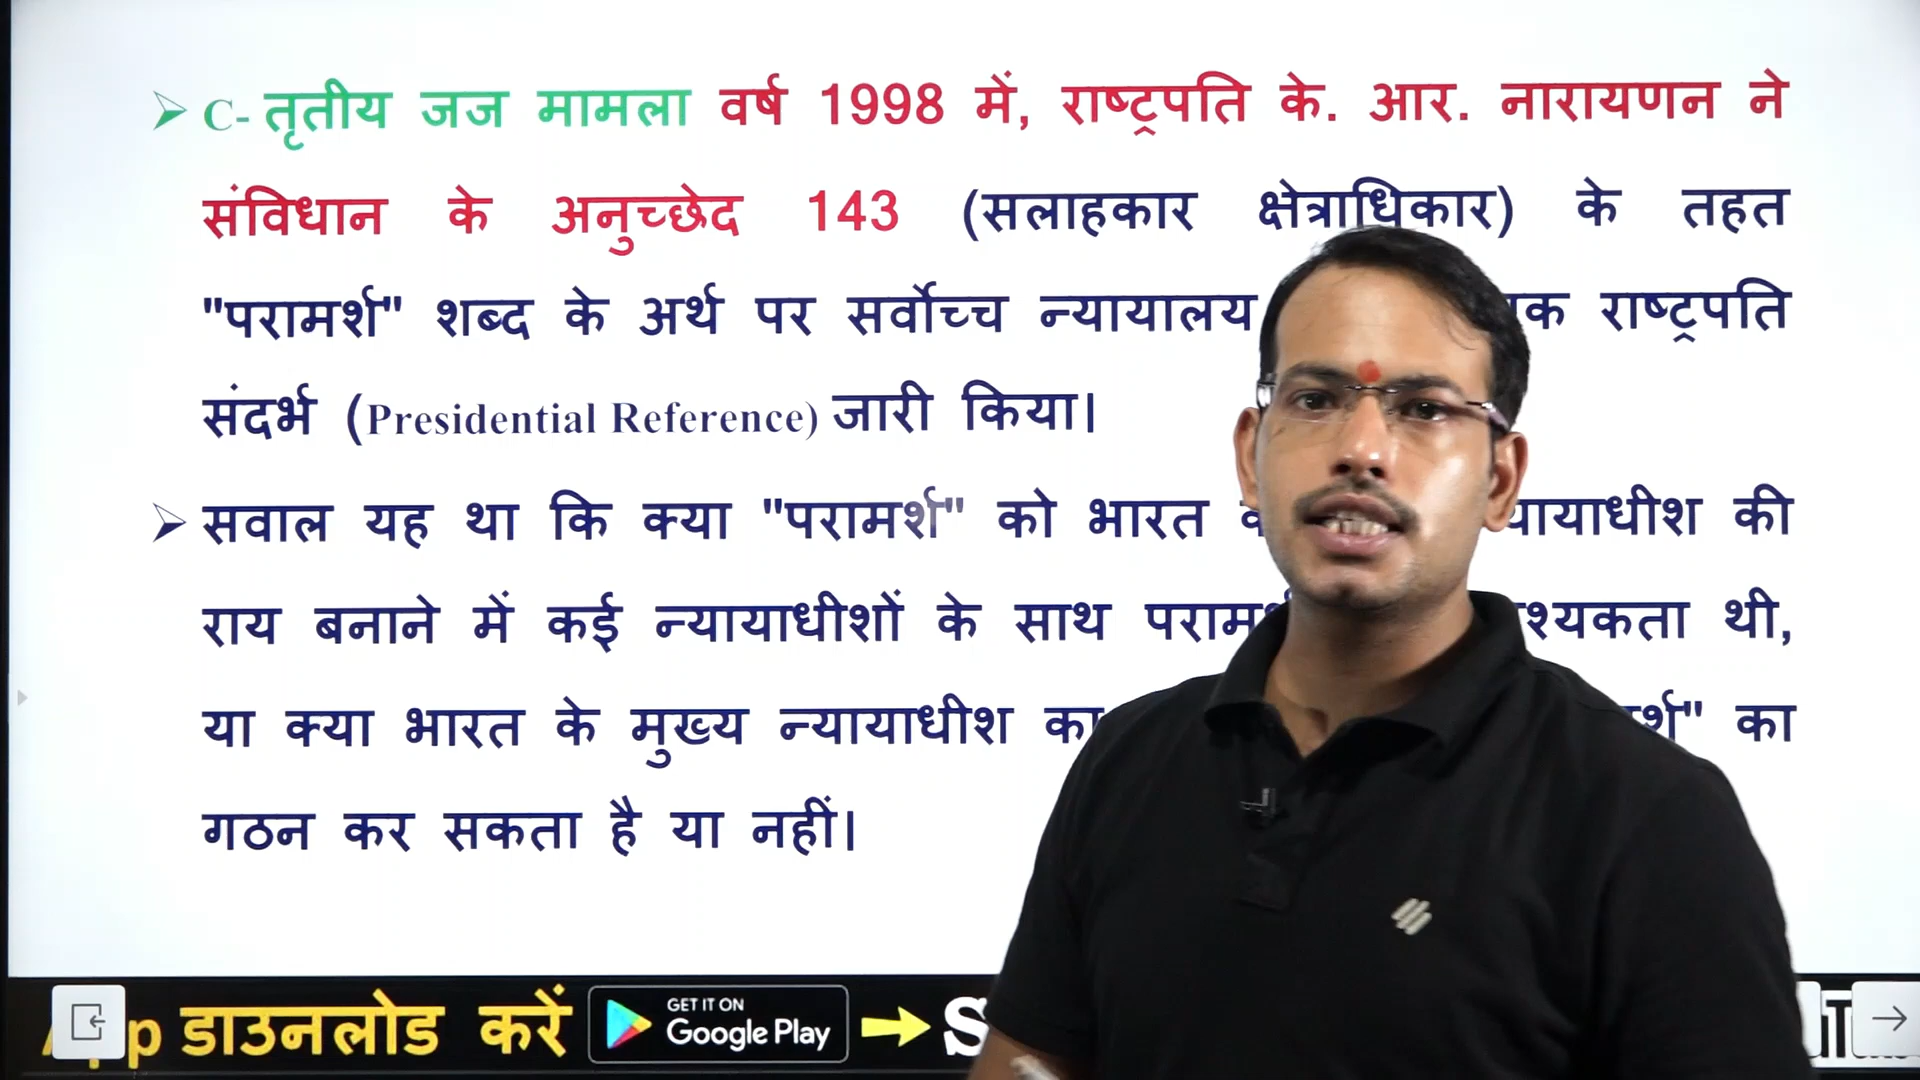 C- तृतीय जज मामला वर्ष 1998 में, राष्ट्रपति के. आर. नारायणन ने
संविधान के अनुच्छेद 143 (सलाहकार क्षेत्राधिकार) के तहत
"परामर्श" शब्द के अर्थ पर सर्वोच्च न्यायालय राष्ट्रपति
संदर्भ (Presidential Reference) जारी किया।
सवाल यह था कि क्या "परामर्श" को भारत की
राय बनाने में कई न्यायाधीशों के साथ थी,
या क्या भारत के मुख्य न्यायाधीश का
गठन कर सकता है या नहीं।
App डाउनलोड करें GET IT ON
Google Play